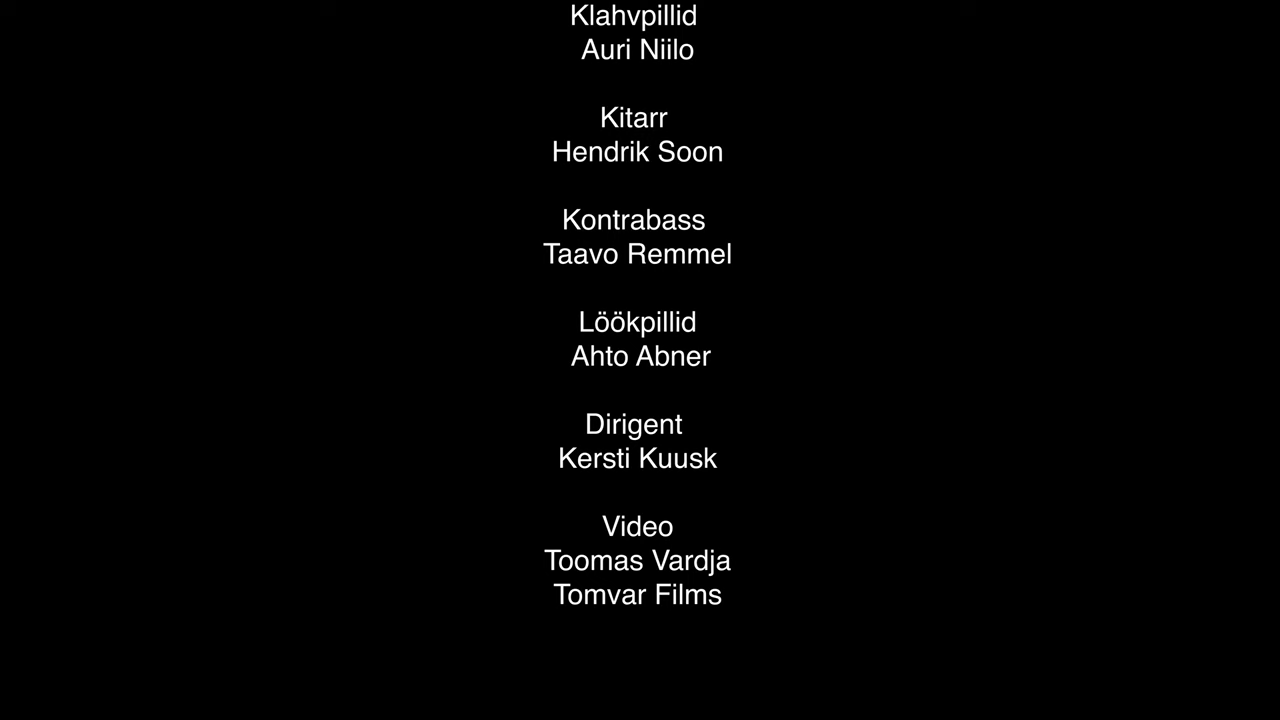 Klahvpillid
Auri Niilo
Kitarr
Hendrik Soon
Kontrabass
Taavo Remmel
Löökpillid
Ahto Abner
Dirigent
Kersti Kuusk
Video
Toomas Vardja
Tomvar Films